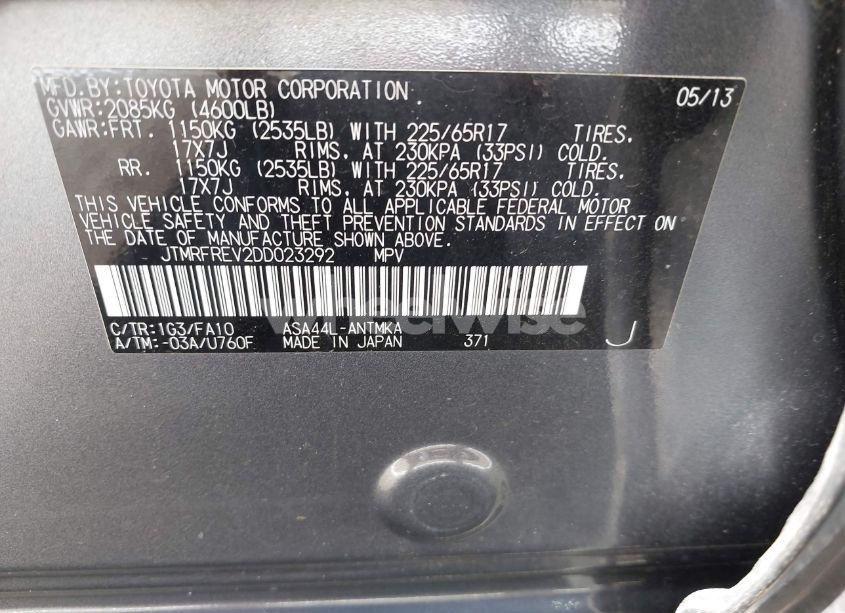 MFD. BY: TOYOTA MOTOR CORPORATION 05/13
GVWR: 2085KG (4600LB)
GAWR: FRT. 1150KG (2535LB) WITH 225/65R17 TIRES.
17X7J RIMS, AT 230KPA (33PSI) COLD.
RR. 1150KG (2535LB) WITH 225/65R17 TIRES.
17X7J RIMS, AT 230KPA (33PSI) COLD.
THIS VEHICLE CONFORMS TO ALL APPLICABLE FEDERAL MOTOR
VEHICLE SAFETY AND THEFT PREVENTION STANDARDS IN EFFECT ON
THE DATE OF MANUFACTURE SHOWN ABOVE.
JTMRFREV2DD023292 MPV
wheelwise
C/TR: 1G3/FA10 ASA44L-ANTMKA
A/TM: -03A/U760F MADE IN JAPAN 371 J